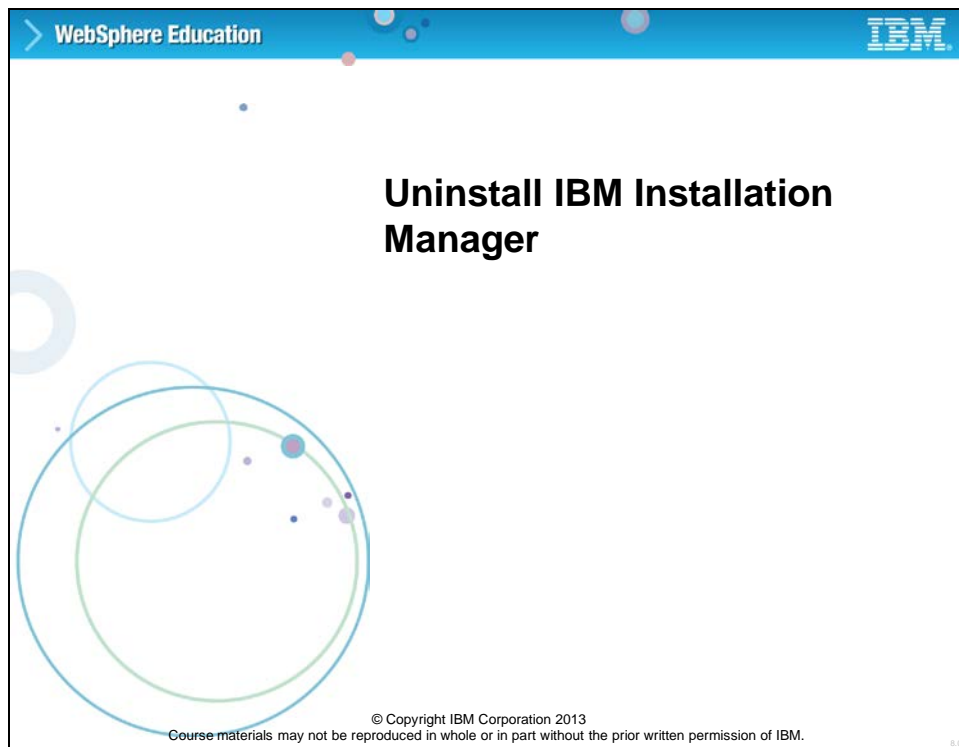 WebSphere Education
IBM.
Uninstall IBM Installation
Manager
© Copyright IBM Corporation 2013
Course materials may not be reproduced in whole or in part without the prior written permission of IBM.